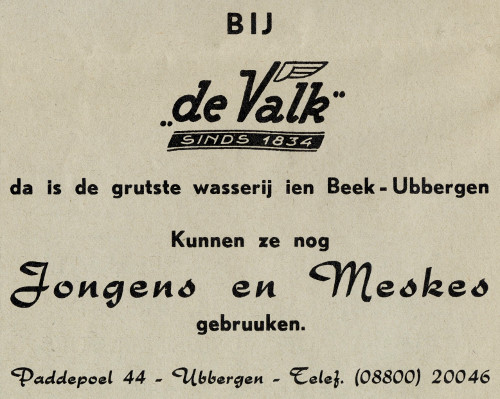 BIJ
„de Valk"
SINDS 1834
da is de grutste wasserij ien Beek-Ubbergen
Kunnen ze nog
Jongens en Meskes
gebruuken.
Paddepoel 44 - Ubbergen - Telef. (08800) 20046